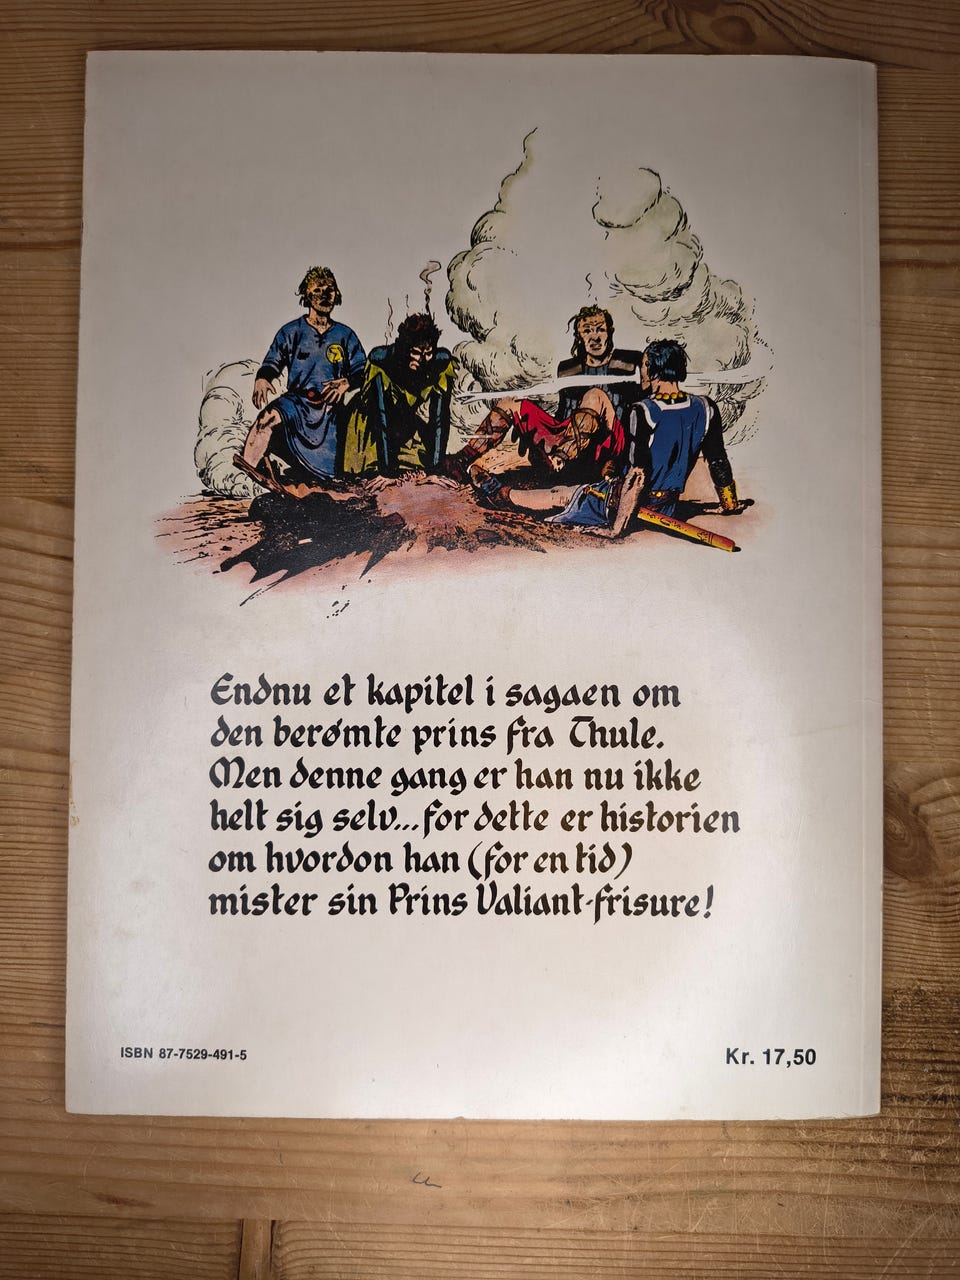 Endnu et kapitel i sagaen om
den berømte prins fra Thule.
Men denne gang er han nu ikke
helt sig selv...for dette er historien
om hvordon han (for en tid)
mister sin Prins Valiant-frisure!
ISBN 87-7529-491-5
Kr. 17,50